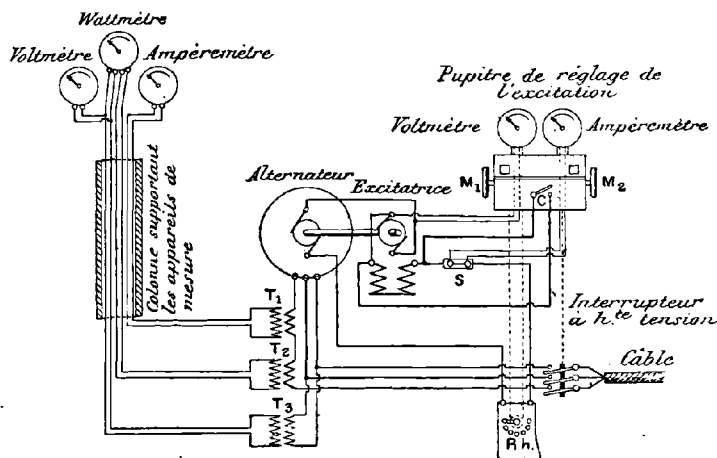 Wattmètre
Voltmètre
Ampèremètre
Pupitre de réglage de
l'excitation
Voltmètre
Ampèremètre
Alternateur
Excitatrice
M1
M2
C
Colonne supportant
les appareils de
mesure
S
T1
T2
T3
Interrupteur
à h.te tension
Câble
Rh.